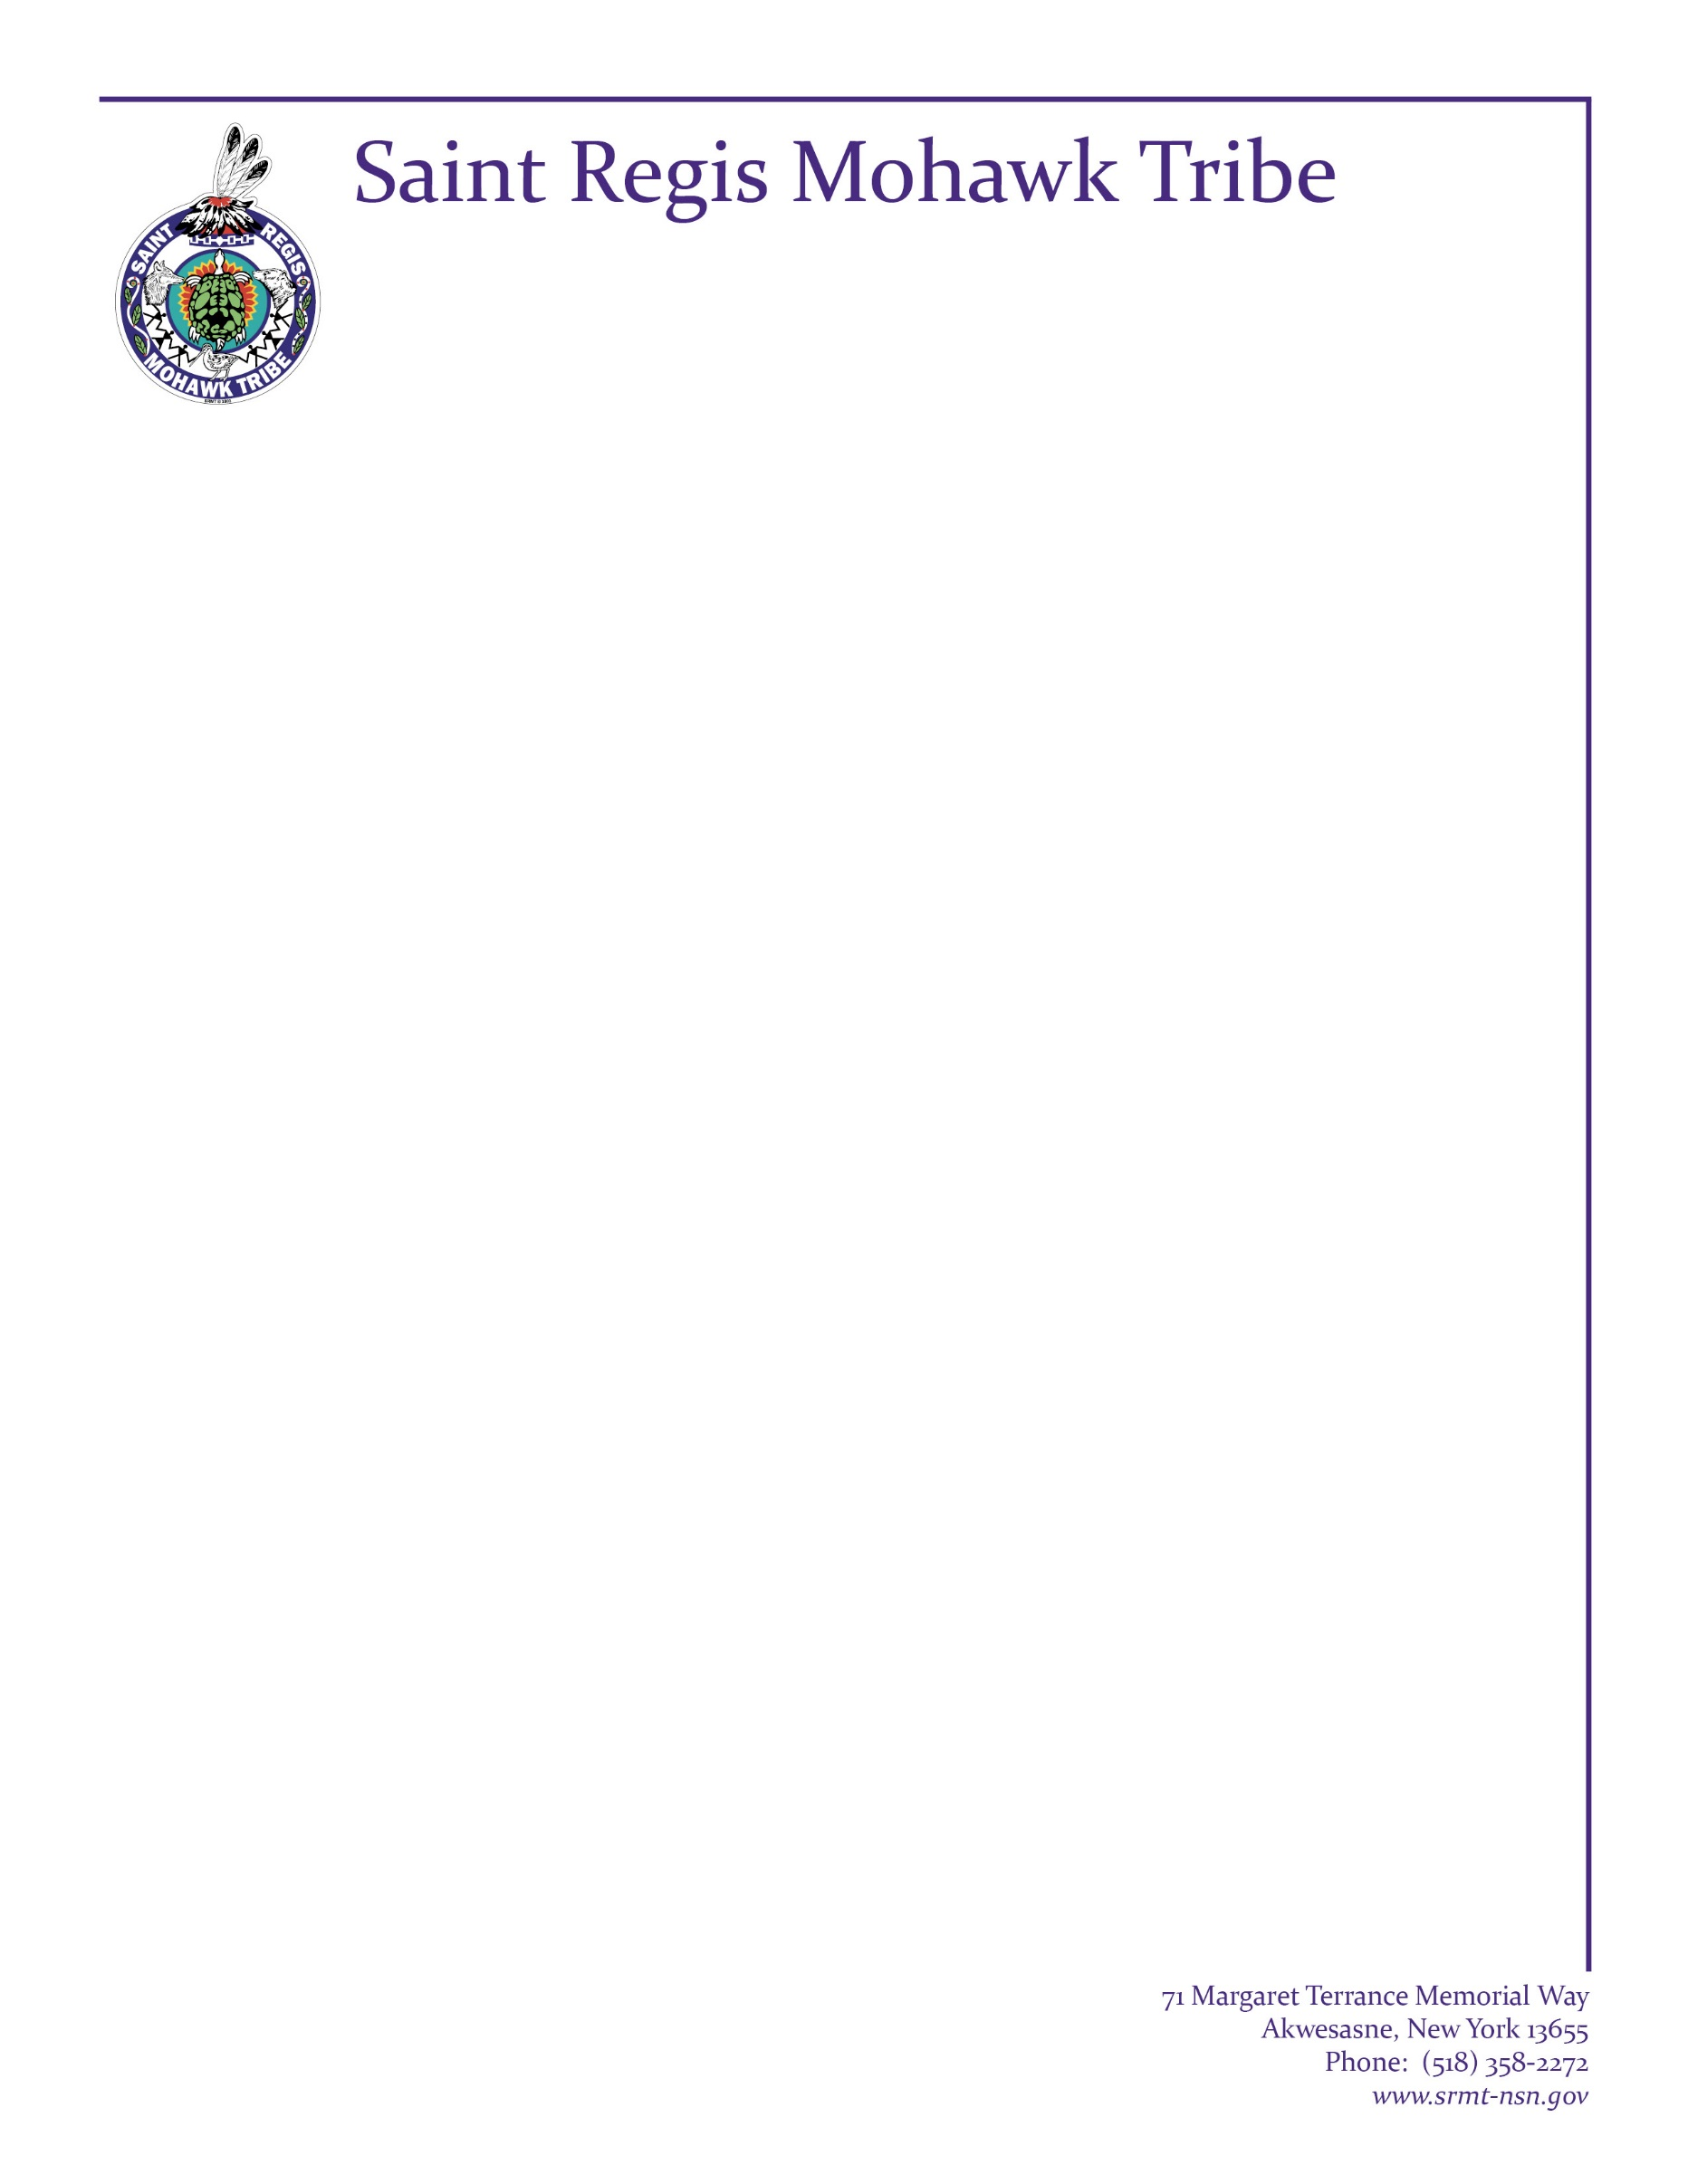 Saint Regis Mohawk Tribe
SAINT REGIS
MOHAWK TRIBE
71 Margaret Terrance Memorial Way
Akwesasne, New York 13655
Phone: (518) 358-2272
www.srmt-nsn.gov